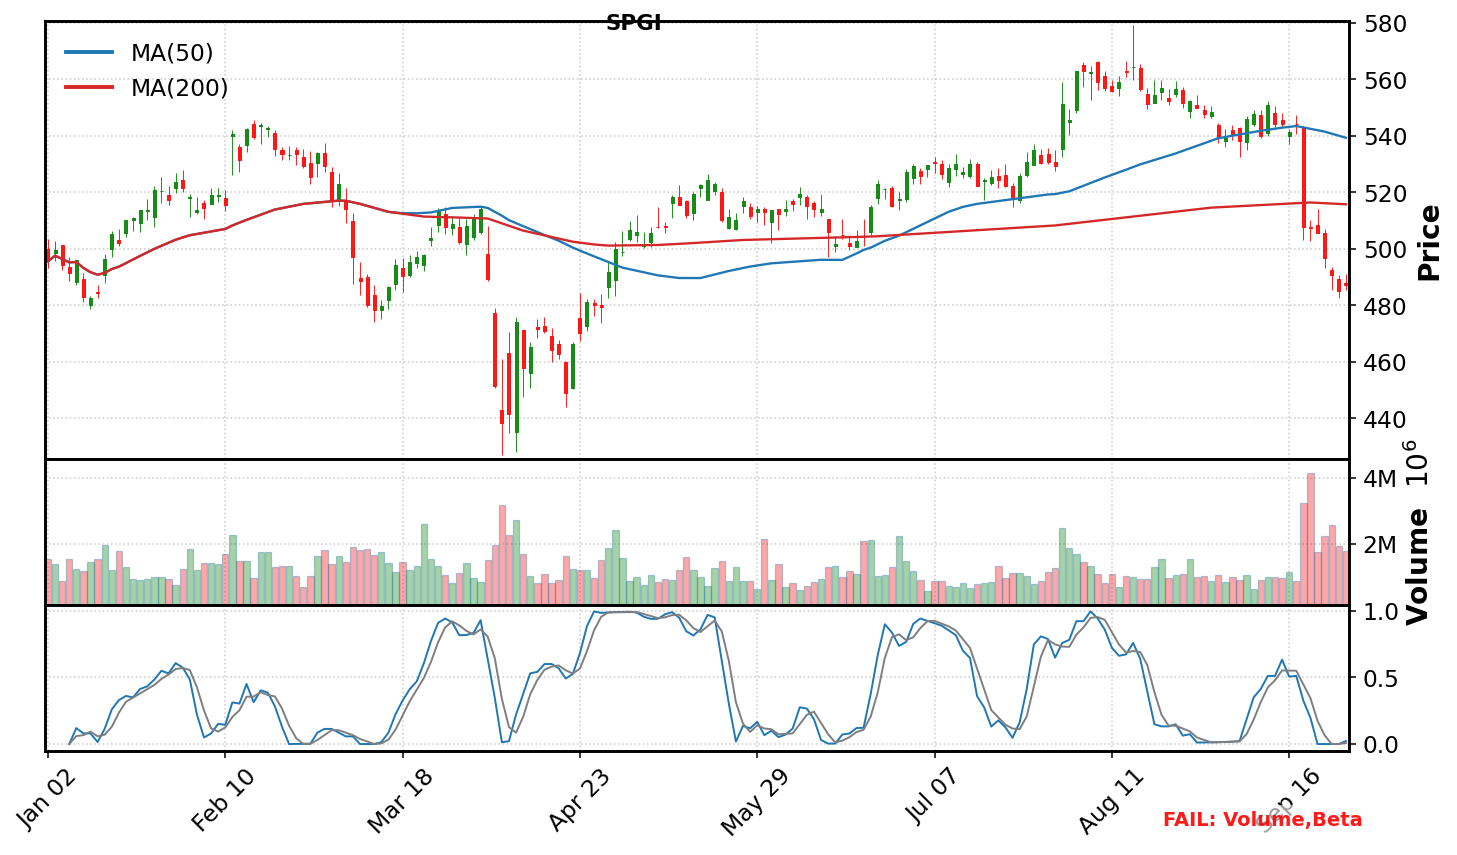 SPGI
MA(50)
MA(200)
580
560
540
520
500
480
460
440
Price
4M
2M
Volume 10^6
1.0
0.5
0.0
Jan 02
Feb 10
Mar 18
Apr 23
May 29
Jul 07
Aug 11
Sep 16
FAIL: Volume,Beta